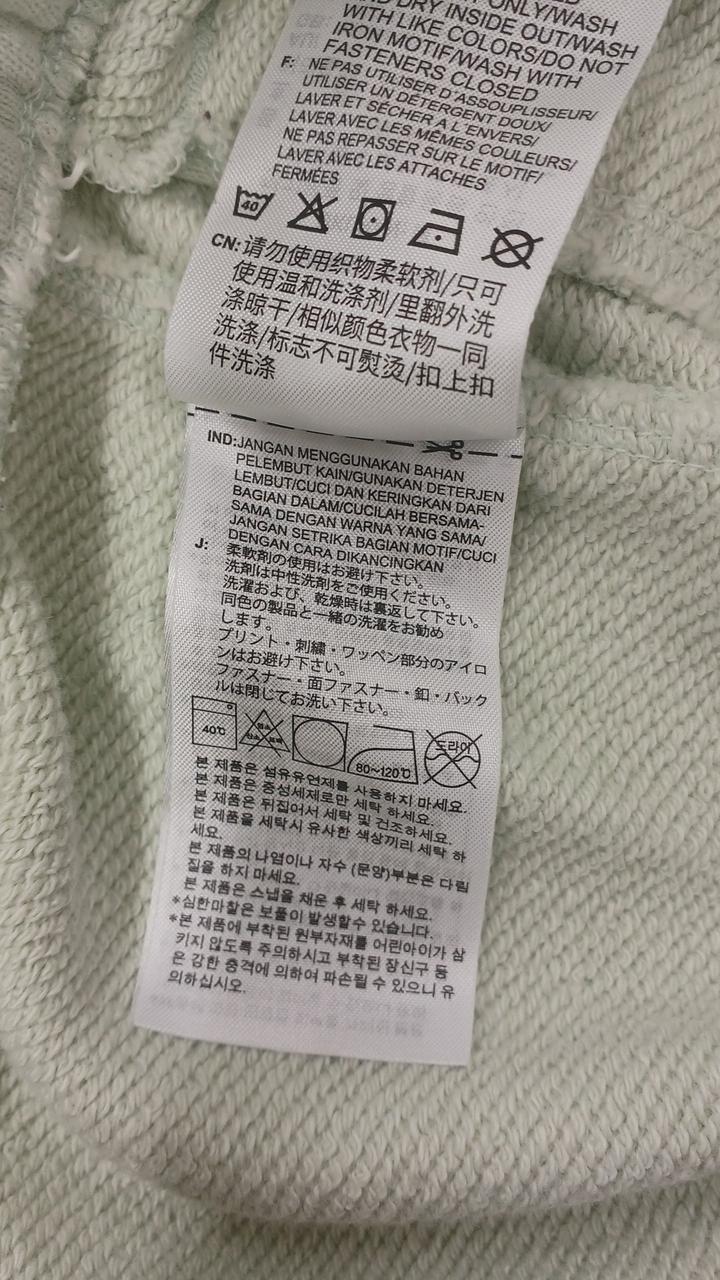 ONLY/WASH
DRY INSIDE OUT/WASH
WITH LIKE COLORS/DO NOT
IRON MOTIF/WASH WITH
FASTENERS CLOSED
F: NE PAS UTILISER D'ASSOUPLISSEUR/
UTILISER UN DÉTERGENT DOUX/
LAVER ET SÉCHER A L'ENVERS/
LAVER AVEC LES MÊMES COULEURS/
NE PAS REPASSER SUR LE MOTIF/
LAVER AVEC LES ATTACHES
FERMÉES
40
CN: 请勿使用织物柔软剂/只可
使用温和洗涤剂/里翻外洗
涤晾干/相似颜色衣物一同
洗涤/标志不可熨烫/扣上扣
件洗涤
IND: JANGAN MENGGUNAKAN BAHAN
PELEMBUT KAIN/GUNAKAN DETERJEN
LEMBUT/CUCI DAN KERINGKAN DARI
BAGIAN DALAM/CUCILAH BERSAMA-
SAMA DENGAN WARNA YANG SAMA/
JANGAN SETRIKA BAGIAN MOTIF/CUCI
DENGAN CARA DIKANCINGKAN
J: 柔軟剤の使用はお避け下さい。
洗剤は中性洗剤をご使用ください。
洗濯および、乾燥時は裏返して下さい。
同色の製品と一緒の洗濯をお勧め
します。
プリント・刺繍・ワッペン部分のアイロ
ンはお避け下さい。
ファスナー・面ファスナー・釦・バック
ルは閉じてお洗い下さい。
40℃ 80~120℃ 드라이
본 제품은 섬유유연제를 사용하지 마세요.
본 제품은 중성세제로만 세탁 하세요.
본 제품은 뒤집어서 세탁 및 건조하세요.
본 제품을 세탁시 유사한 색상끼리 세탁 하
세요.
본 제품의 나염이나 자수 (문양)부분은 다림
질을 하지 마세요.
본 제품은 스냅을 채운 후 세탁 하세요.
*심한마찰은 보풀이 발생할수 있습니다.
*본 제품에 부착된 원부자재를 어린아이가 삼
키지 않도록 주의하시고 부착된 장신구 등
은 강한 충격에 의하여 파손될 수 있으니 유
의하십시오.